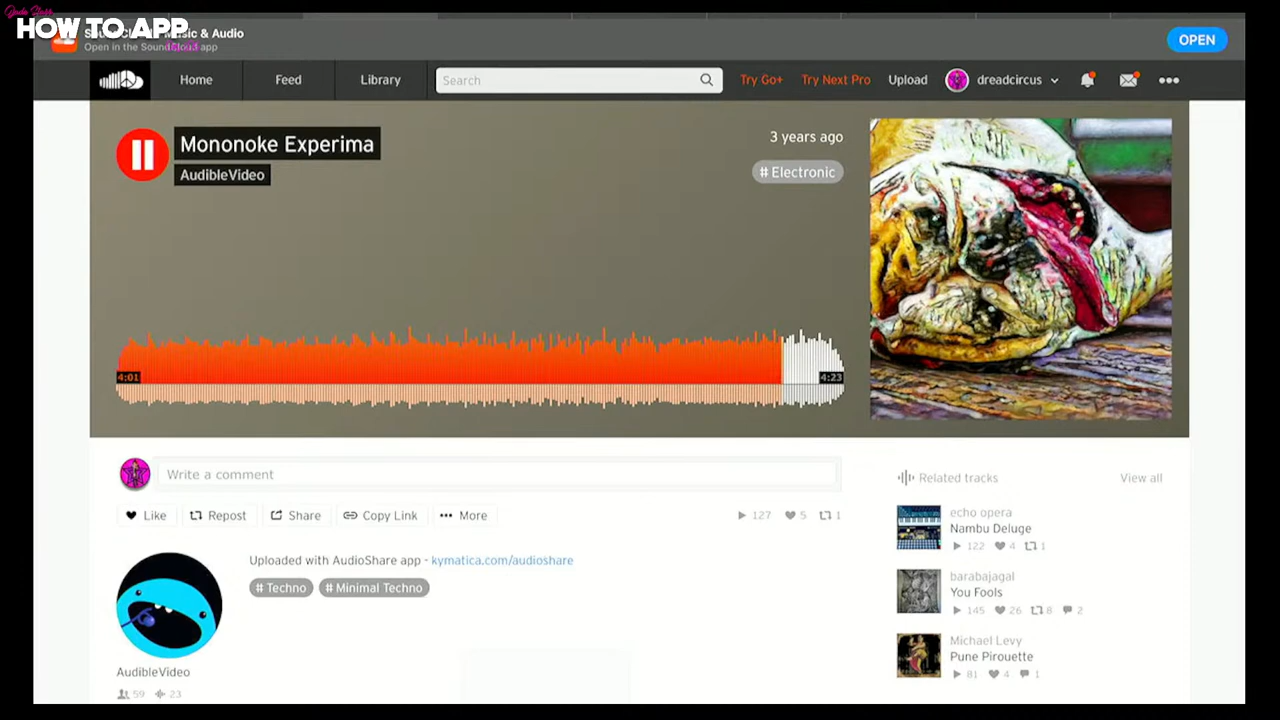 HOW TO APP
Music & Audio
Open in the SoundCloud app
OPEN
Home
Feed
Library
Search
Try Go+
Try Next Pro
Upload
dreadcircus
Mononoke Experima
AudibleVideo
3 years ago
# Electronic
4:01
4:23
Write a comment
Like
Repost
Share
Copy Link
More
127
5
1
Uploaded with AudioShare app - kymatica.com/audioshare
# Techno
# Minimal Techno
AudibleVideo
59
23
Related tracks
View all
echo opera
Nambu Deluge
122
4
1
barabajagal
You Fools
145
26
8
2
Michael Levy
Pune Pirouette
81
4
1